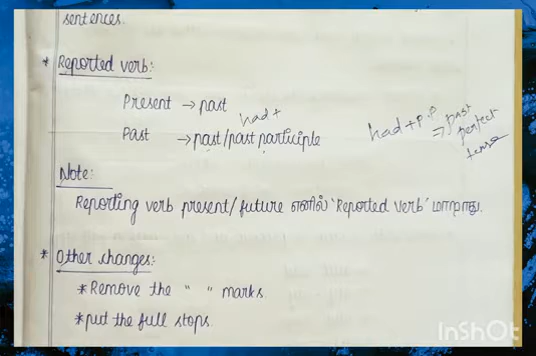 sentences.
* Reported verb:
Present → past
had +
Past → past/past participle
had + p.p
⇒ past
perfect
tense
Note:
Reporting verb present/future எனில் 'Reported verb' மாறாது.
* Other changes:
* Remove the " " marks.
* put the full stops.
InShOt